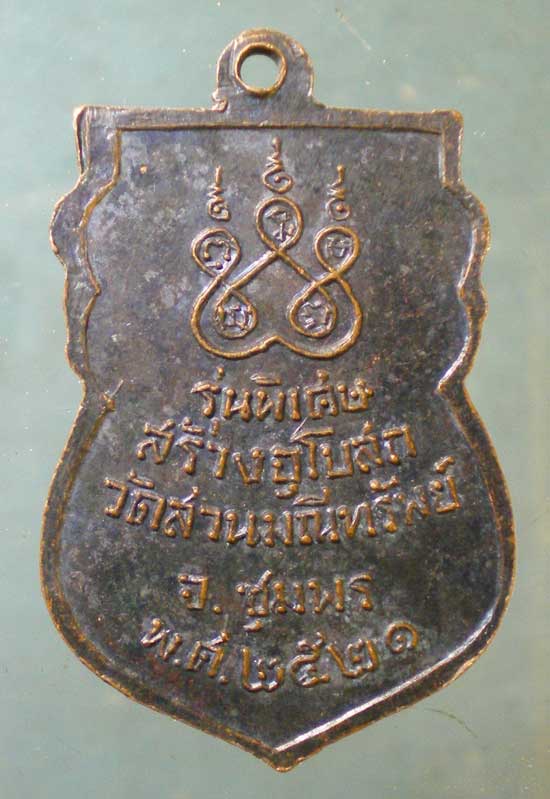 รุ่นพิเศษ
สร้างอุโบสถ
วัดสวนมณีทรัพย์
จ. ชุมพร
พ.ศ. ๒๕๒๑